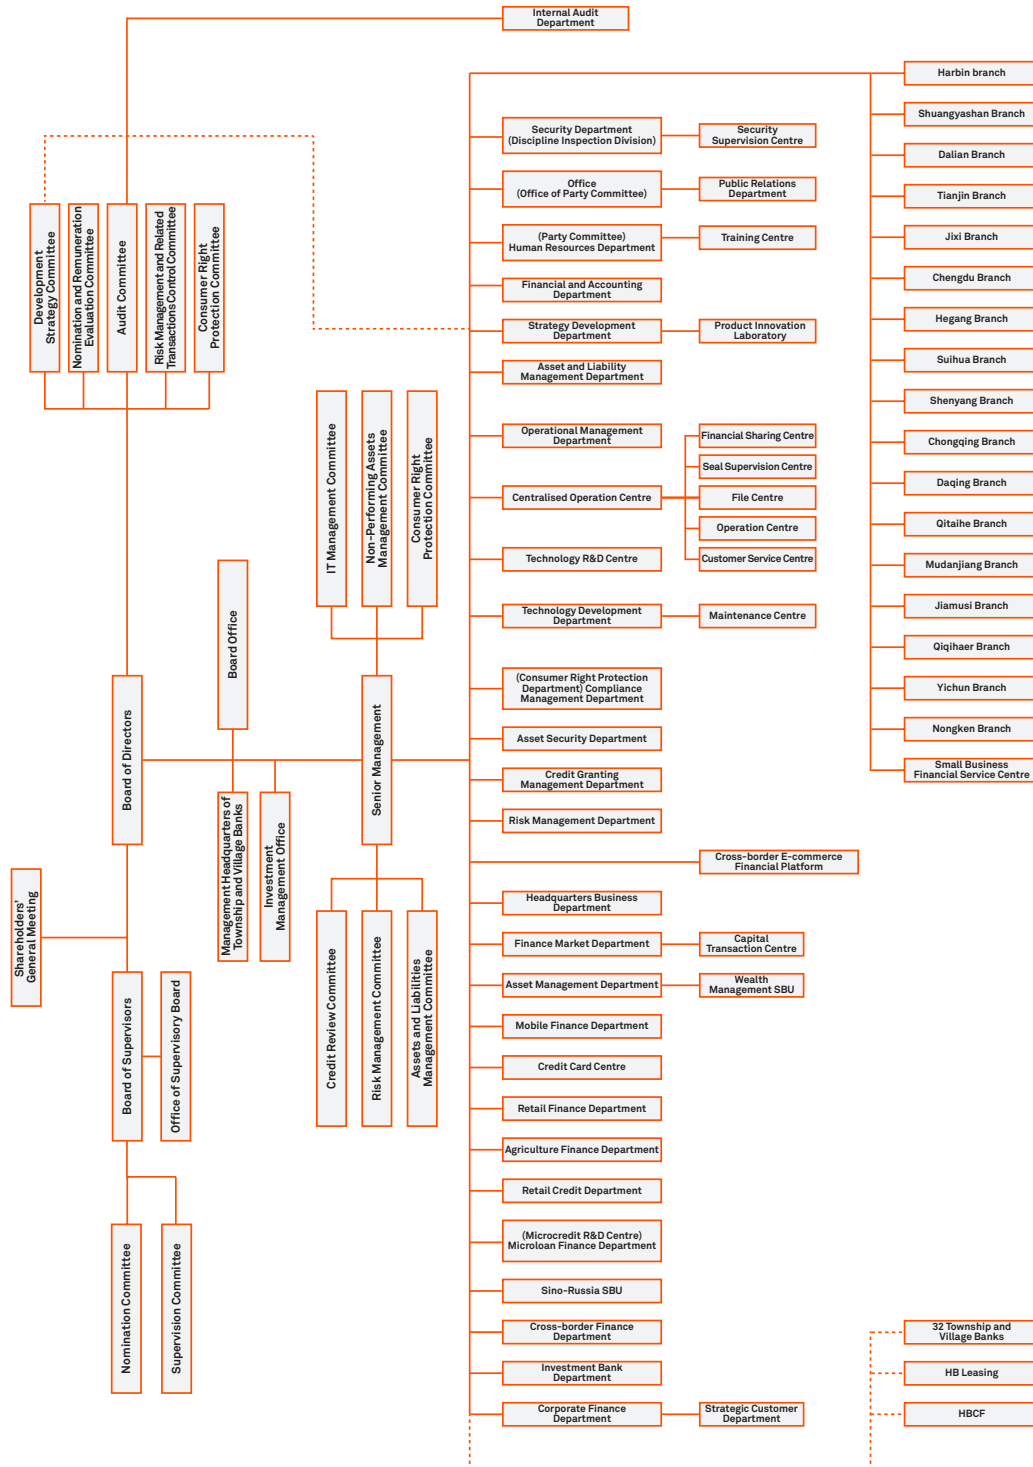 Internal Audit
Department
Development
Strategy Committee
Nomination and Remuneration
Evaluation Committee
Audit Committee
Risk Management and Related
Transactions Control Committee
Consumer Right
Protection Committee
Board of Directors
Shareholders'
General Meeting
Board of Supervisors
Office of Supervisory Board
Nomination Committee
Supervision Committee
Board Office
Management Headquarters of
Township and Village Banks
Investment
Management Office
IT Management Committee
Non-Performing Assets
Management Committee
Consumer Right
Protection Committee
Senior Management
Credit Review Committee
Risk Management Committee
Assets and Liabilities
Management Committee
Security Department
(Discipline Inspection Division)
Security
Supervision Centre
Office
(Office of Party Committee)
Public Relations
Department
(Party Committee)
Human Resources Department
Training Centre
Financial and Accounting
Department
Strategy Development
Department
Product Innovation
Laboratory
Asset and Liability
Management Department
Operational Management
Department
Centralised Operation Centre
Financial Sharing Centre
Seal Supervision Centre
File Centre
Operation Centre
Customer Service Centre
Technology R&D Centre
Technology Development
Department
Maintenance Centre
(Consumer Right Protection
Department) Compliance
Management Department
Asset Security Department
Credit Granting
Management Department
Risk Management Department
Cross-border E-commerce
Financial Platform
Headquarters Business
Department
Finance Market Department
Capital
Transaction Centre
Asset Management Department
Wealth
Management SBU
Mobile Finance Department
Credit Card Centre
Retail Finance Department
Agriculture Finance Department
Retail Credit Department
(Microcredit R&D Centre)
Microloan Finance Department
Sino-Russia SBU
Cross-border Finance
Department
Investment Bank
Department
Corporate Finance
Department
Strategic Customer
Department
Harbin branch
Shuangyashan Branch
Dalian Branch
Tianjin Branch
Jixi Branch
Chengdu Branch
Hegang Branch
Suihua Branch
Shenyang Branch
Chongqing Branch
Daqing Branch
Qitaihe Branch
Mudanjiang Branch
Jiamusi Branch
Qiqihaer Branch
Yichun Branch
Nongken Branch
Small Business
Financial Service Centre
32 Township and
Village Banks
HB Leasing
HBCF